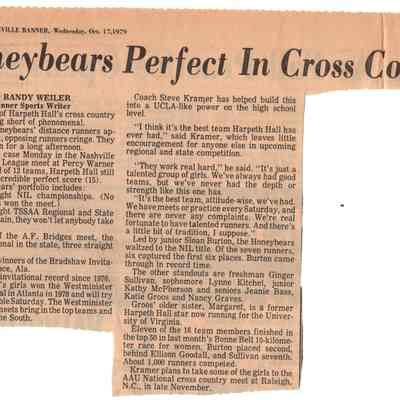 VILLE BANNER, Wednesday, Oct. 17, 1979
neybears Perfect In Cross Co
RANDY WEILER
nner Sports Writer
of Harpeth Hall's cross country
ng short of phenomenal.
neybears' distance runners ap-
, opposing runners cringe. They
n for a long afternoon.
case Monday in the Nashville
League meet at Percy Warner
d of 13 teams, Harpeth Hall still
credible perfect score (15).
ears' portfolio includes:
ght NIL championships. (No
s won the meet.)
ght TSSAA Regional and State
ain, they won't let anybody take
of the A.F. Bridges meet, the
onal in the state, three straight
winners of the Bradshaw Invita-
nce, Ala.
nvitational record since 1976.
's girls won the Westminister
al in Atlanta in 1978 and will try
ble Saturday. The Westminister
meets bring in the top teams and
he South.
Coach Steve Kramer has helped build this
into a UCLA-like power on the high school
level.
"I think it's the best team Harpeth Hall has
ever had," said Kramer, which leaves little
encouragement for anyone else in upcoming
regional and state competition.
"They work real hard," he said. "It's just a
talented group of girls. We've always had good
teams, but we've never had the depth or
strength like this one has.
"It's the best team, attitude-wise, we've had.
We have meets or practice every Saturday, and
there are never any complaints. We're real
fortunate to have talented runners. And there's
a little bit of tradition, I suppose."
Led by junior Sloan Burton, the Honeybears
waltzed to the NIL title. Of the seven runners,
six captured the first six places. Burton came
through in record time.
The other standouts are freshman Ginger
Sullivan, sophomore Lynne Kitchel, junior
Kathy McPherson and seniors Jeanie Bass,
Katie Groos and Nancy Graves.
Groos' older sister, Margaret, is a former
Harpeth Hall star now running for the Univer-
sity of Virginia.
Eleven of the 16 team members finished in
the top 50 in last month's Bonne Bell 10-kilome-
ter race for women. Burton placed second,
behind Ellison Goodall, and Sullivan seventh.
About 1,000 runners competed.
Kramer plans to take some of the girls to the
AAU National cross country meet at Raleigh,
N.C., in late November.